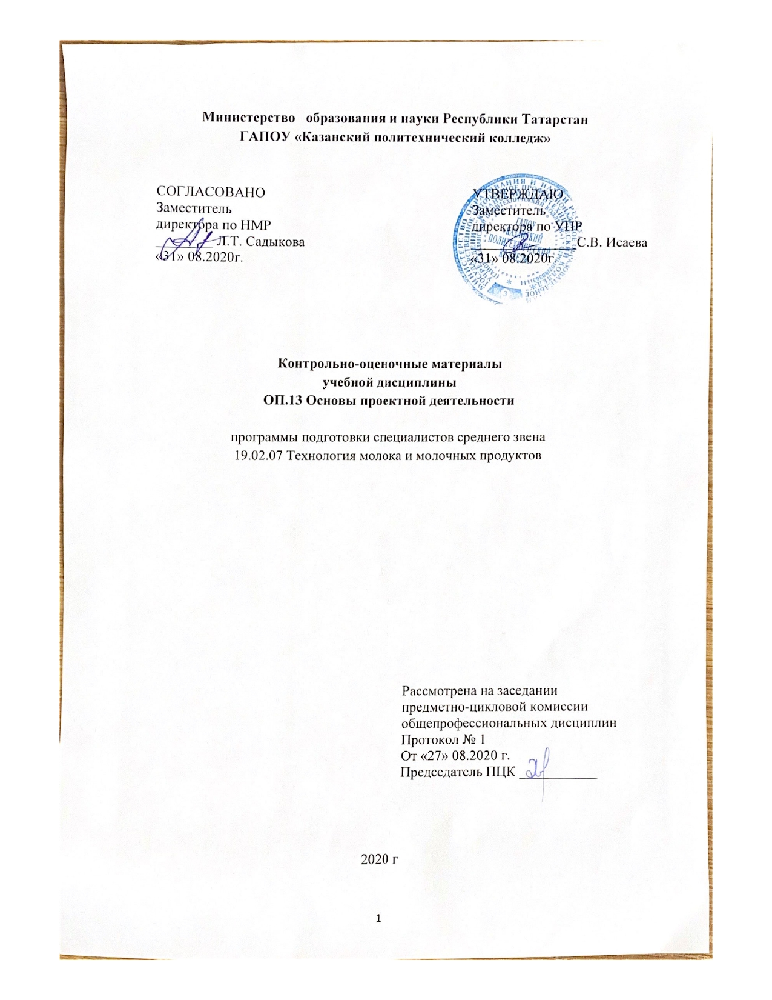 Министерство образования и науки Республики Татарстан
ГАПОУ «Казанский политехнический колледж»
СОГЛАСОВАНО
Заместитель
директора по НМР
Л.Т. Садыкова
«31» 08.2020г.
УТВЕРЖДАЮ
Заместитель
директора по УПР
С.В. Исаева
«31» 08.2020г.
ГАПОУ
КАЗАНСКИЙ
ПОЛИТЕХНИЧЕСКИЙ
Контрольно-оценочные материалы
учебной дисциплины
ОП.13 Основы проектной деятельности
программы подготовки специалистов среднего звена
19.02.07 Технология молока и молочных продуктов
Рассмотрена на заседании
предметно-цикловой комиссии
общепрофессиональных дисциплин
Протокол № 1
От «27» 08.2020 г.
Председатель ПЦК
2020 г
1